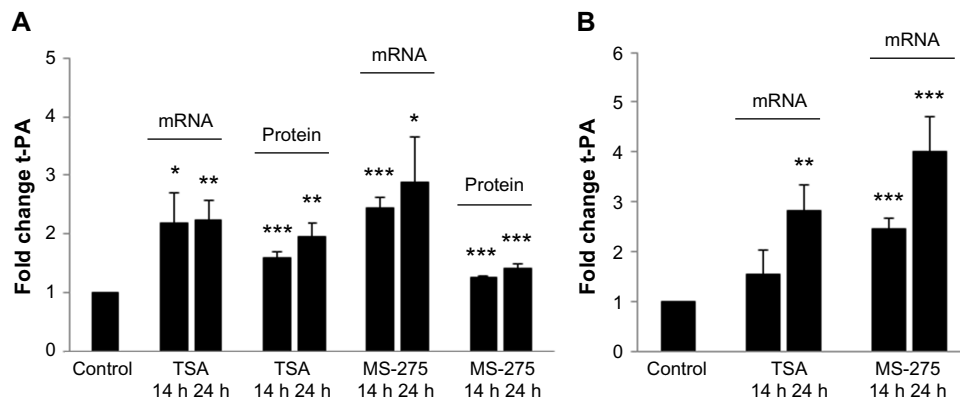 A
Fold change t-PA
5
4
3
2
1
0
mRNA
* **
Protein
*** **
mRNA
*** *
Protein
*** ***
Control
TSA
14 h 24 h
TSA
14 h 24 h
MS-275
14 h 24 h
MS-275
14 h 24 h
B
Fold change t-PA
6
5
4
3
2
1
0
mRNA
**
mRNA
*** ***
Control
TSA
14 h 24 h
MS-275
14 h 24 h